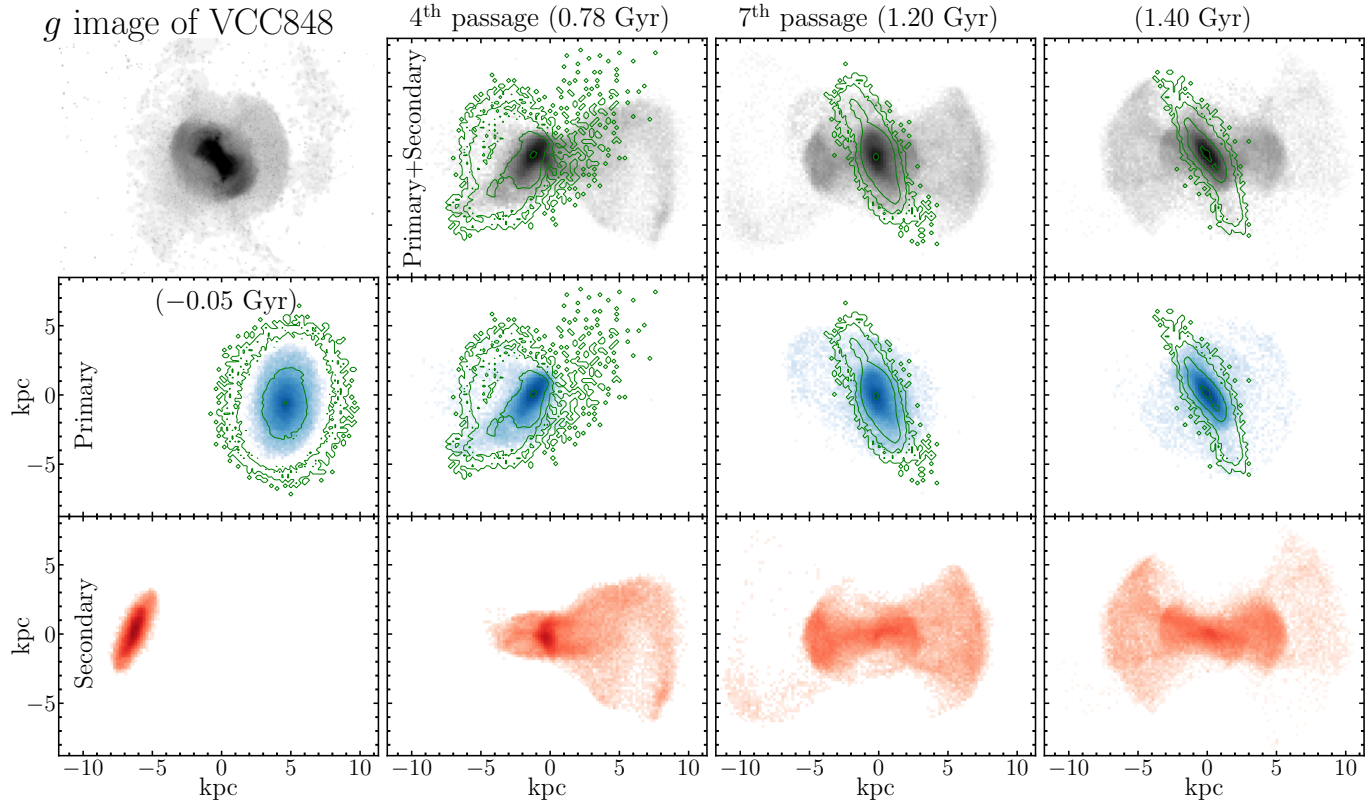 g image of VCC848
4th passage (0.78 Gyr)
7th passage (1.20 Gyr)
(1.40 Gyr)
Primary+Secondary
(−0.05 Gyr)
5
0
−5
kpc
Primary
5
0
−5
kpc
Secondary
−10 −5 0 5 10
kpc
−10 −5 0 5 10
kpc
−10 −5 0 5 10
kpc
−10 −5 0 5 10
kpc